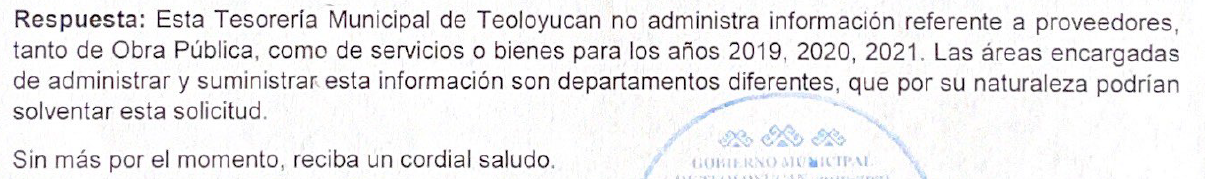 Respuesta: Esta Tesorería Municipal de Teoloyucan no administra información referente a proveedores,
tanto de Obra Pública, como de servicios o bienes para los años 2019, 2020, 2021. Las áreas encargadas
de administrar y suministrar esta información son departamentos diferentes, que por su naturaleza podrían
solventar esta solicitud.
Sin más por el momento, reciba un cordial saludo.
GOBIERNO MUNICIPAL